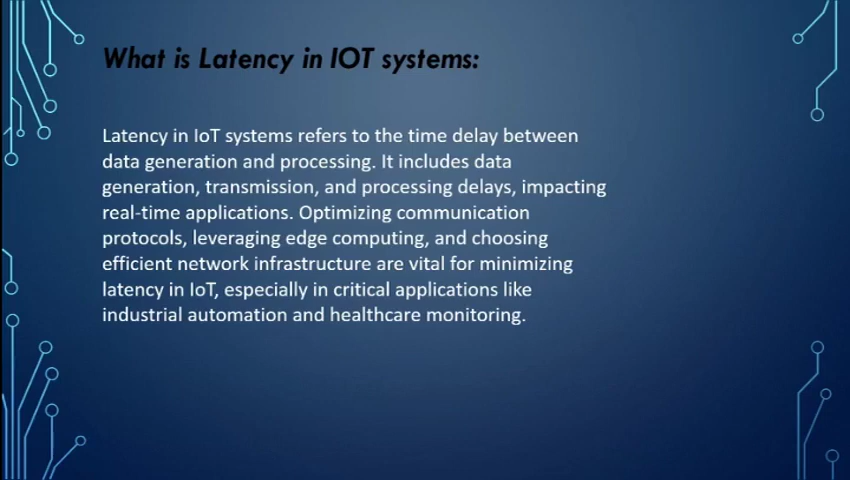 What is Latency in IOT systems:
Latency in IoT systems refers to the time delay between
data generation and processing. It includes data
generation, transmission, and processing delays, impacting
real-time applications. Optimizing communication
protocols, leveraging edge computing, and choosing
efficient network infrastructure are vital for minimizing
latency in IoT, especially in critical applications like
industrial automation and healthcare monitoring.